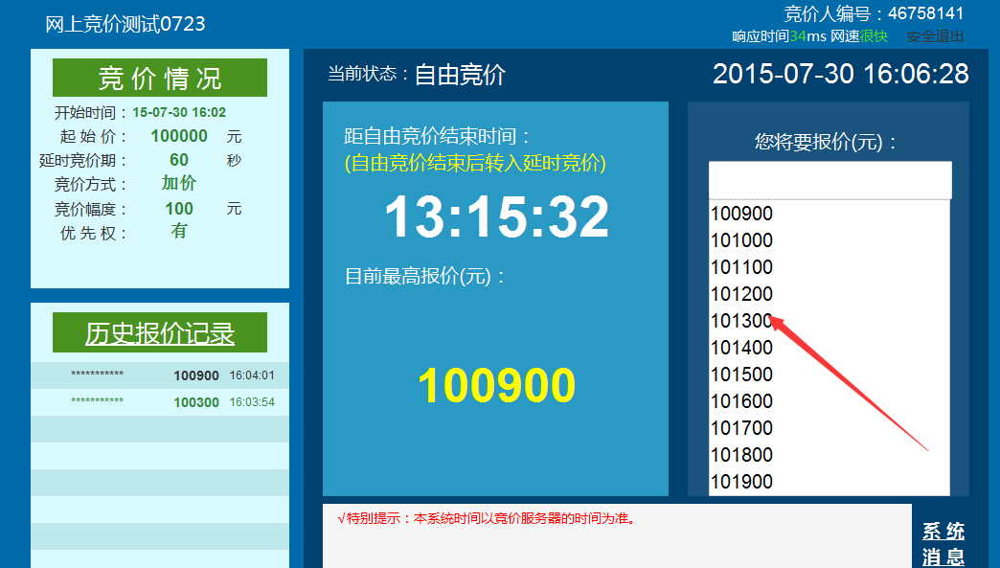 网上竞价测试0723
竞价人编号：46758141
响应时间34ms 网速很快 安全退出
竞 价 情 况
开始时间：15-07-30 16:02
起 始 价： 100000 元
延时竞价期： 60 秒
竞价方式： 加价
竞价幅度： 100 元
优 先 权： 有
历史报价记录
*********** 100900 16:04:01
*********** 100300 16:03:54
当前状态：自由竞价
2015-07-30 16:06:28
距自由竞价结束时间：
(自由竞价结束后转入延时竞价)
13:15:32
目前最高报价(元)：
100900
您将要报价(元)：
100900
101000
101100
101200
101300
101400
101500
101600
101700
101800
101900
√特别提示：本系统时间以竞价服务器的时间为准。
系 统
消 息